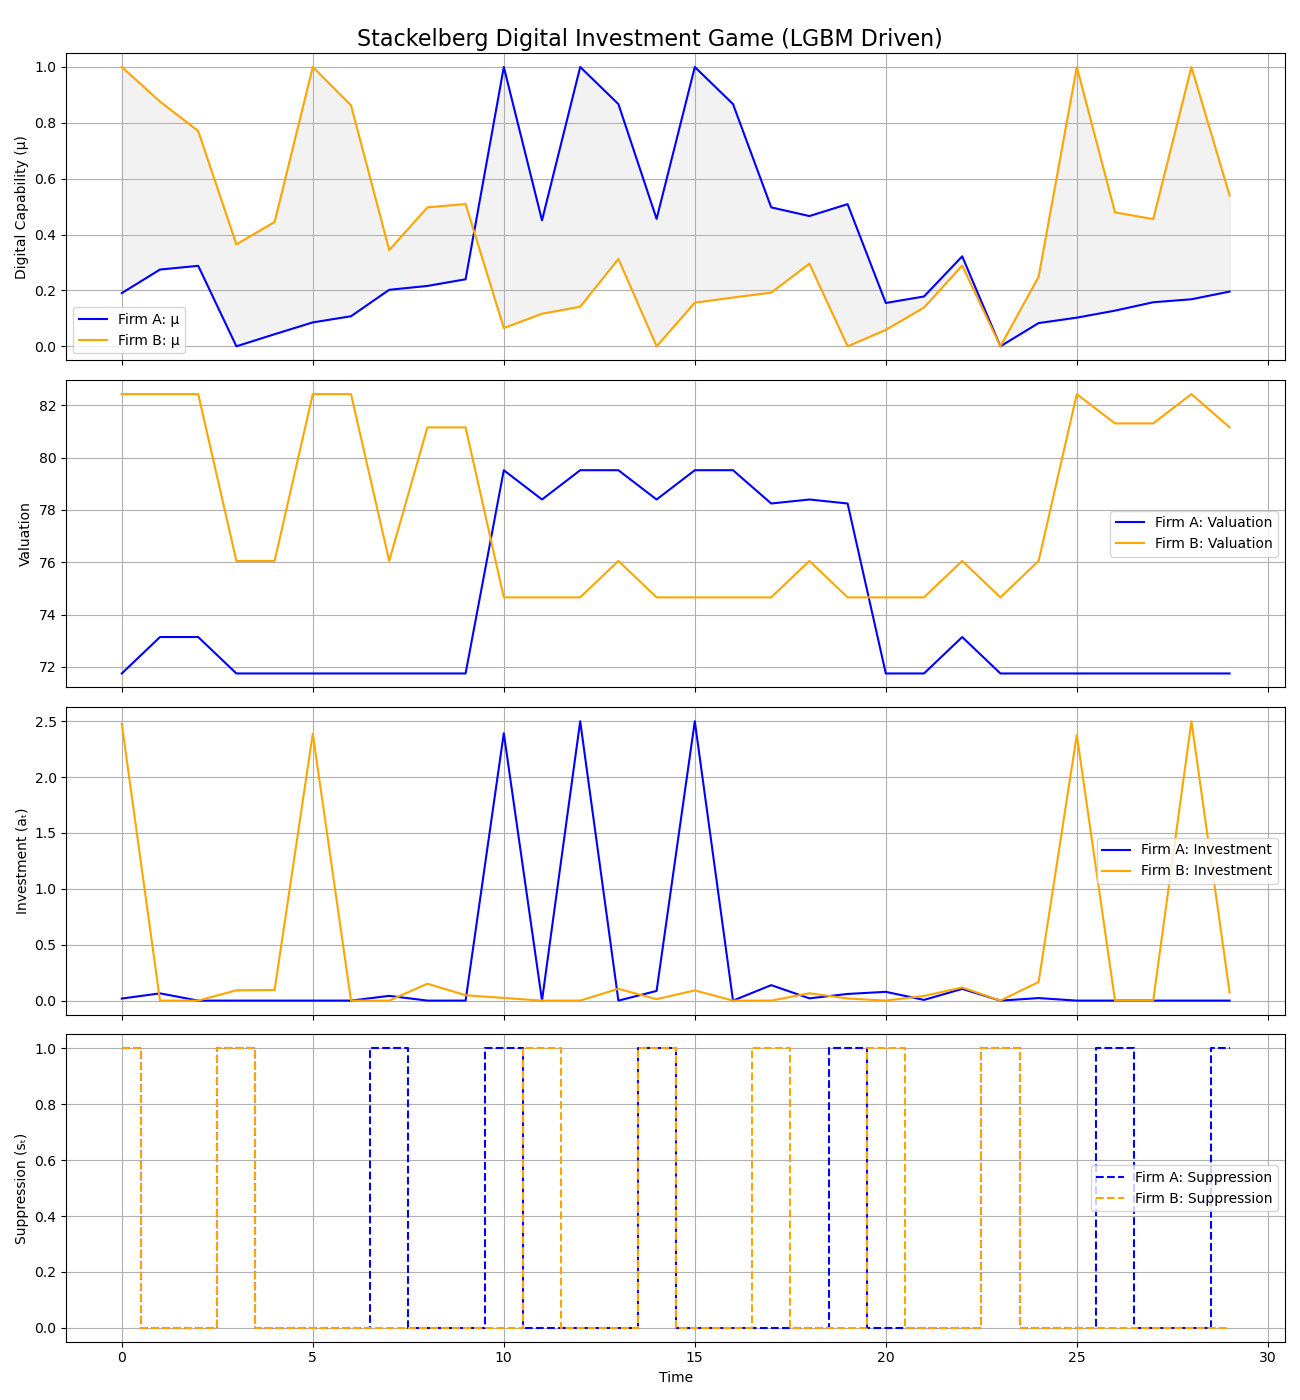 Stackelberg Digital Investment Game (LGBM Driven)
Digital Capability (μ)
1.0
0.8
0.6
0.4
0.2
0.0
Firm A: μ
Firm B: μ
Valuation
82
80
78
76
74
72
Firm A: Valuation
Firm B: Valuation
Investment (aₜ)
2.5
2.0
1.5
1.0
0.5
0.0
Firm A: Investment
Firm B: Investment
Suppression (sₜ)
1.0
0.8
0.6
0.4
0.2
0.0
Firm A: Suppression
Firm B: Suppression
0 5 10 15 20 25 30
Time